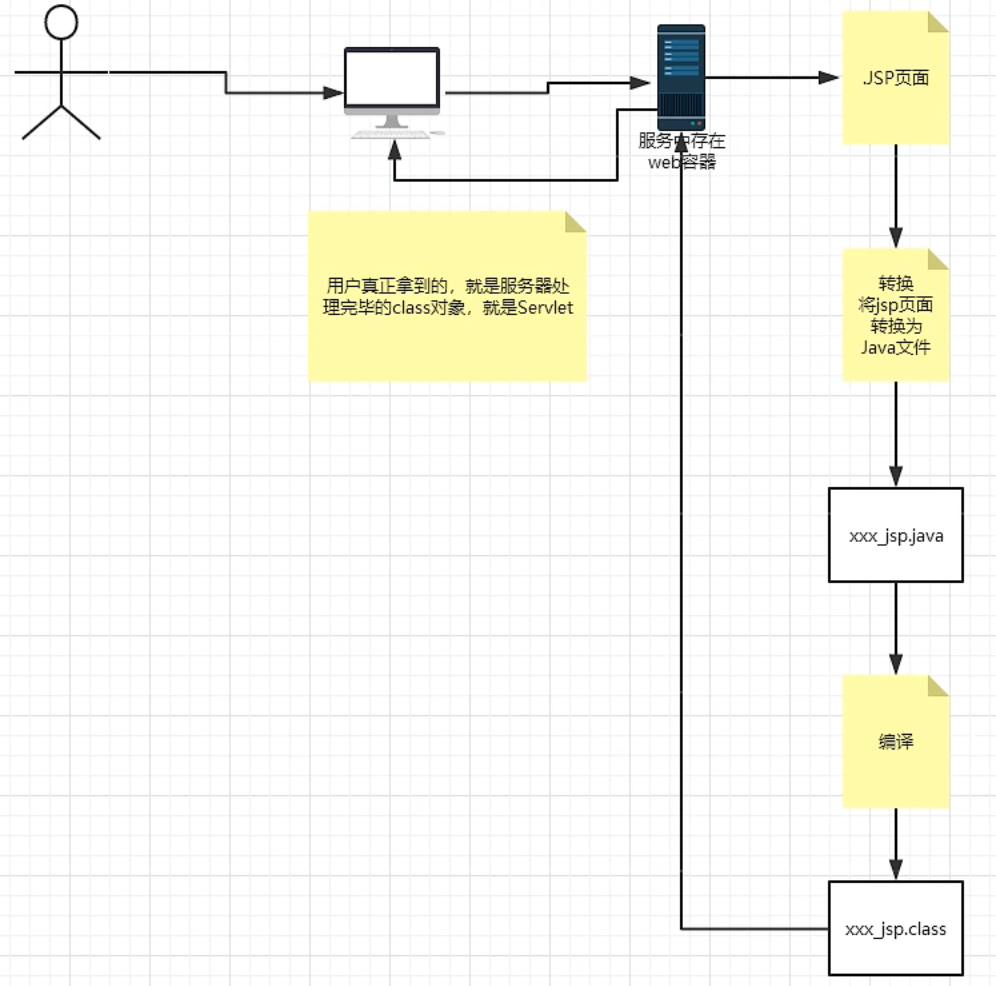 .JSP页面
服务中存在
web容器
用户真正拿到的，就是服务器处
理完毕的class对象，就是Servlet
转换
将jsp页面
转换为
Java文件
xxx_jsp.java
编译
xxx_jsp.class